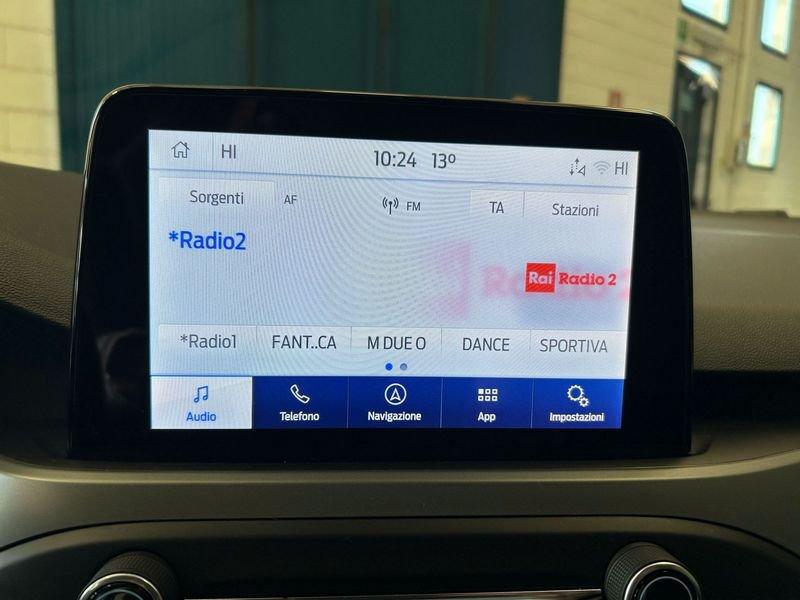 HI 10:24 13º HI
Sorgenti AF FM TA Stazioni
*Radio2
Rai Radio 2
*Radio1 FANT..CA M DUE O DANCE SPORTIVA
Audio Telefono Navigazione App Impostazioni